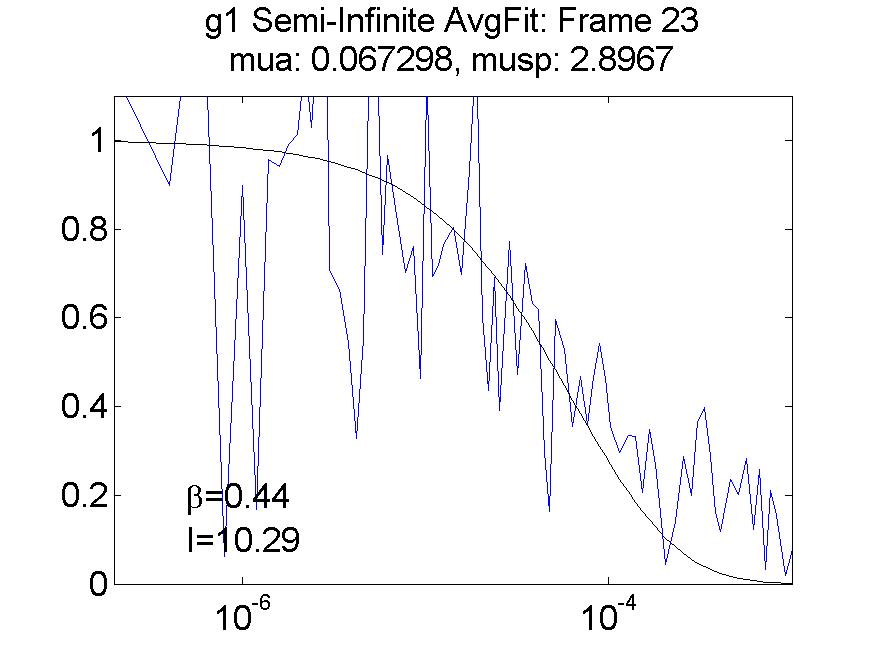 g1 Semi-Infinite AvgFit: Frame 23
mua: 0.067298, musp: 2.8967
1
0.8
0.6
0.4
0.2
β=0.44
I=10.29
0
10^-6
10^-4